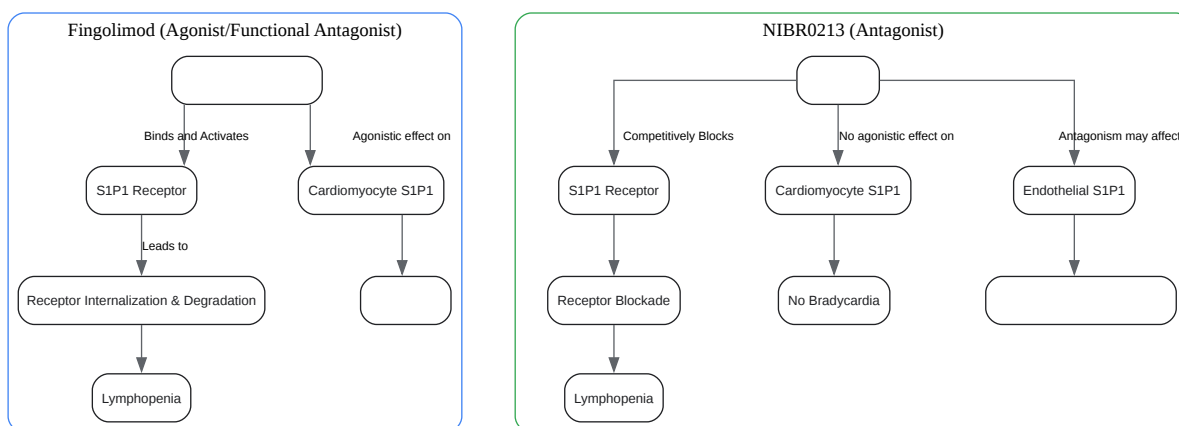 Fingolimod (Agonist/Functional Antagonist)
Binds and Activates
Agonistic effect on
S1P1 Receptor
Cardiomyocyte S1P1
Leads to
Receptor Internalization & Degradation
Lymphopenia
NIBR0213 (Antagonist)
Competitively Blocks
No agonistic effect on
Antagonism may affect
S1P1 Receptor
Cardiomyocyte S1P1
Endothelial S1P1
Receptor Blockade
No Bradycardia
Lymphopenia